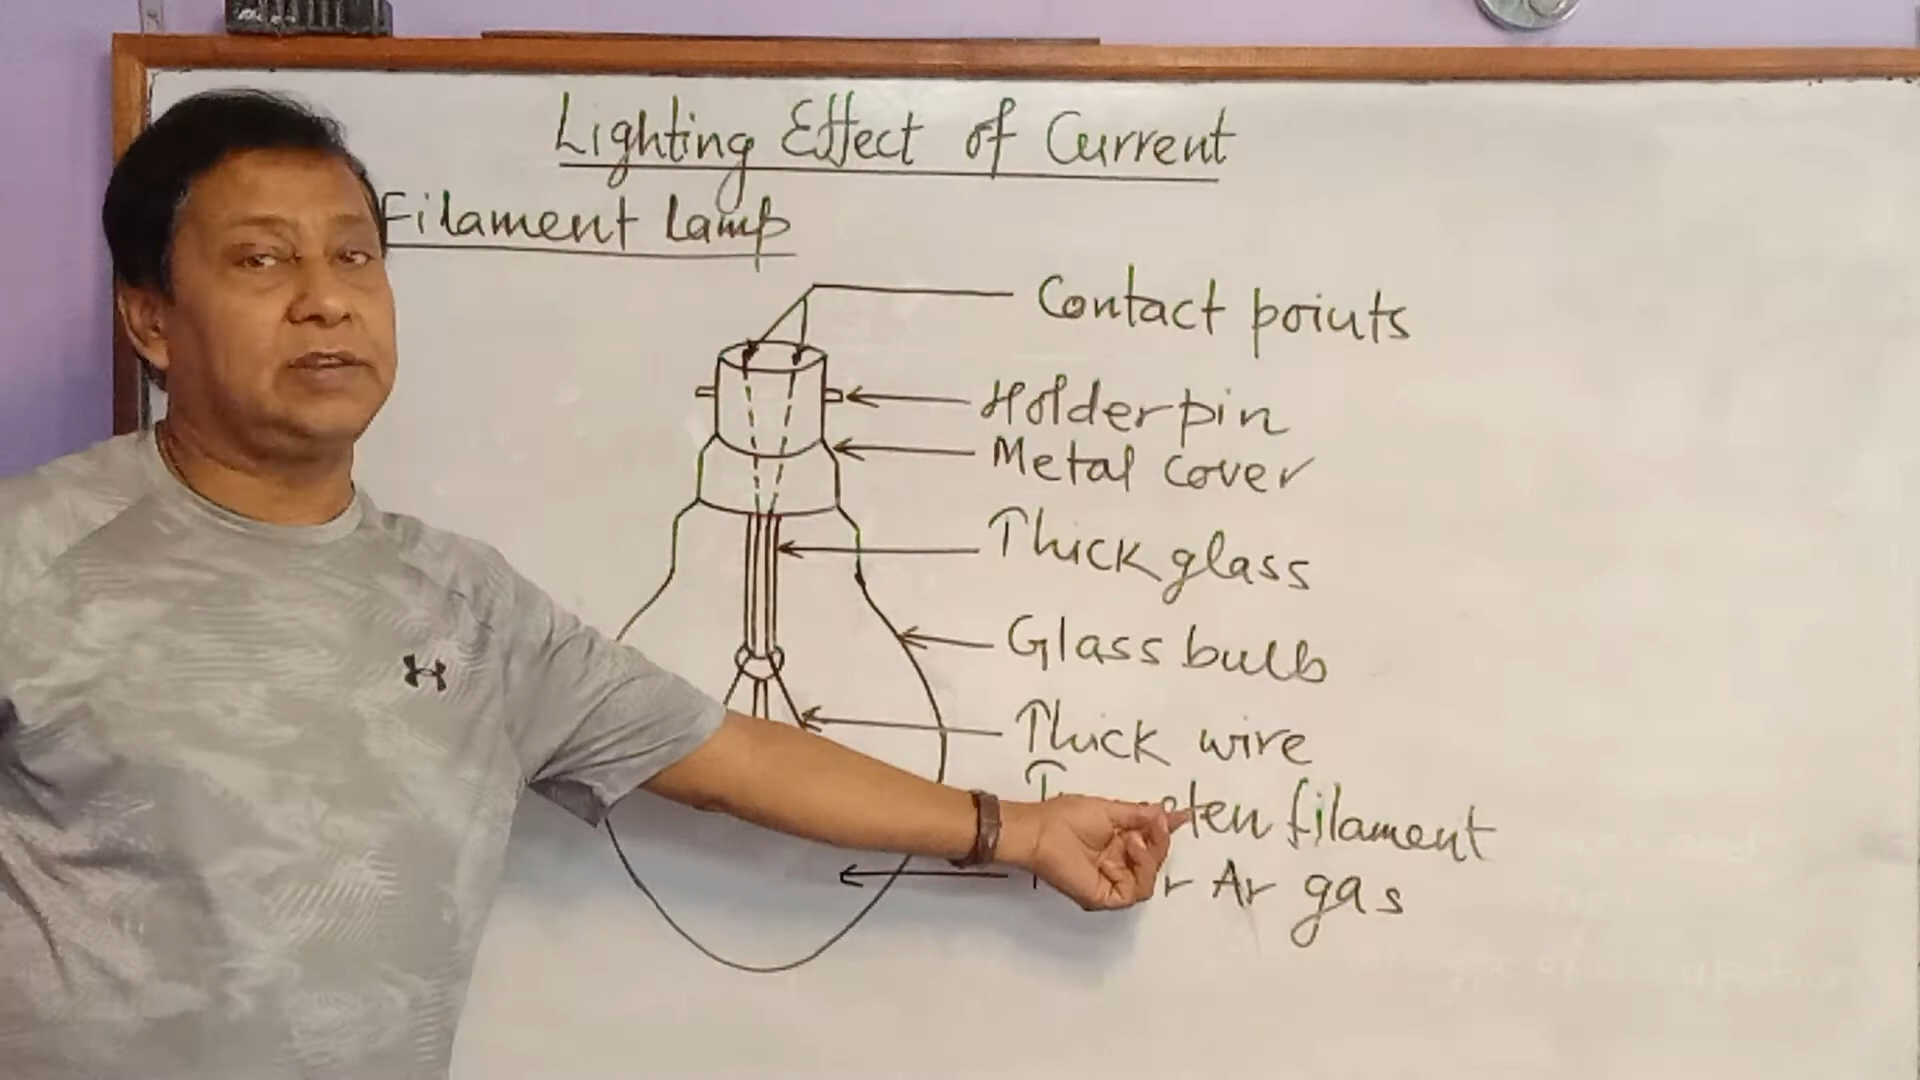 Lighting Effect of Current
Filament Lamp
Contact points
Holder pin
Metal cover
Thick glass
Glass bulb
Thick wire
filament
Ar gas